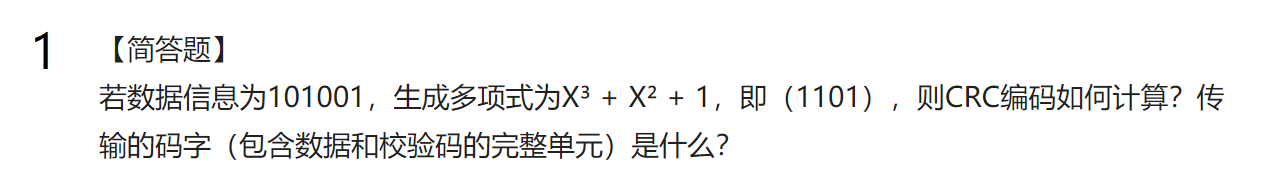 1 【简答题】
若数据信息为101001，生成多项式为X³ + X² + 1，即（1101），则CRC编码如何计算？传
输的码字（包含数据和校验码的完整单元）是什么？